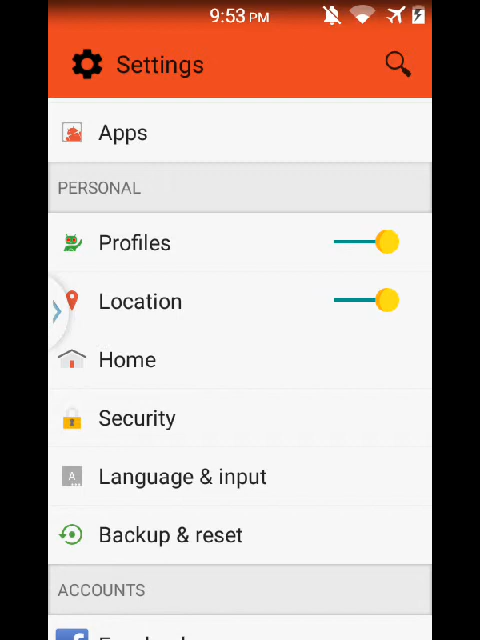 9:53 PM
Settings
Apps
PERSONAL
Profiles
Location
Home
Security
A
Language & input
Backup & reset
ACCOUNTS